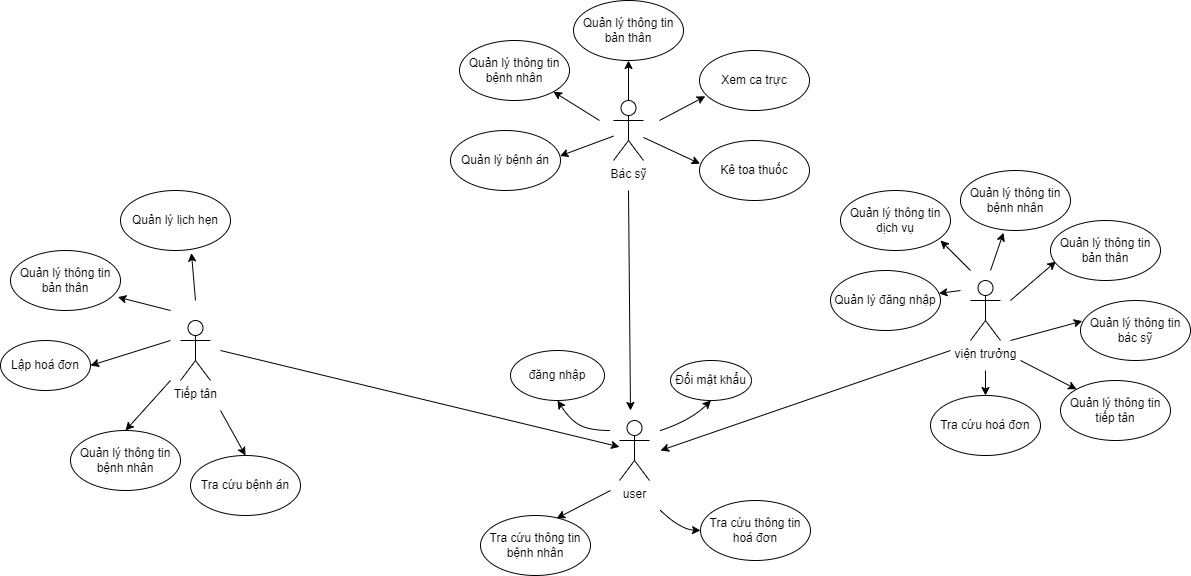 Quản lý thông tin
bản thân
Quản lý thông tin
bệnh nhân
Xem ca trực
Quản lý bệnh án
Kê toa thuốc
Bác sỹ
Quản lý lịch hẹn
Quản lý thông tin
bản thân
Lập hoá đơn
Tiếp tân
Quản lý thông tin
bệnh nhân
Tra cứu bệnh án
Quản lý thông tin
dịch vụ
Quản lý thông tin
bệnh nhân
Quản lý thông tin
bản thân
Quản lý đăng nhập
Quản lý thông tin
bác sỹ
viện trưởng
Tra cứu hoá đơn
Quản lý thông tin
tiếp tân
đăng nhập
Đổi mật khẩu
user
Tra cứu thông tin
bệnh nhân
Tra cứu thông tin
hoá đơn